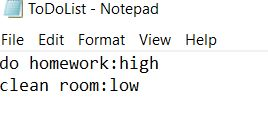 ToDoList - Notepad
File Edit Format View Help
do homework:high
clean room:low